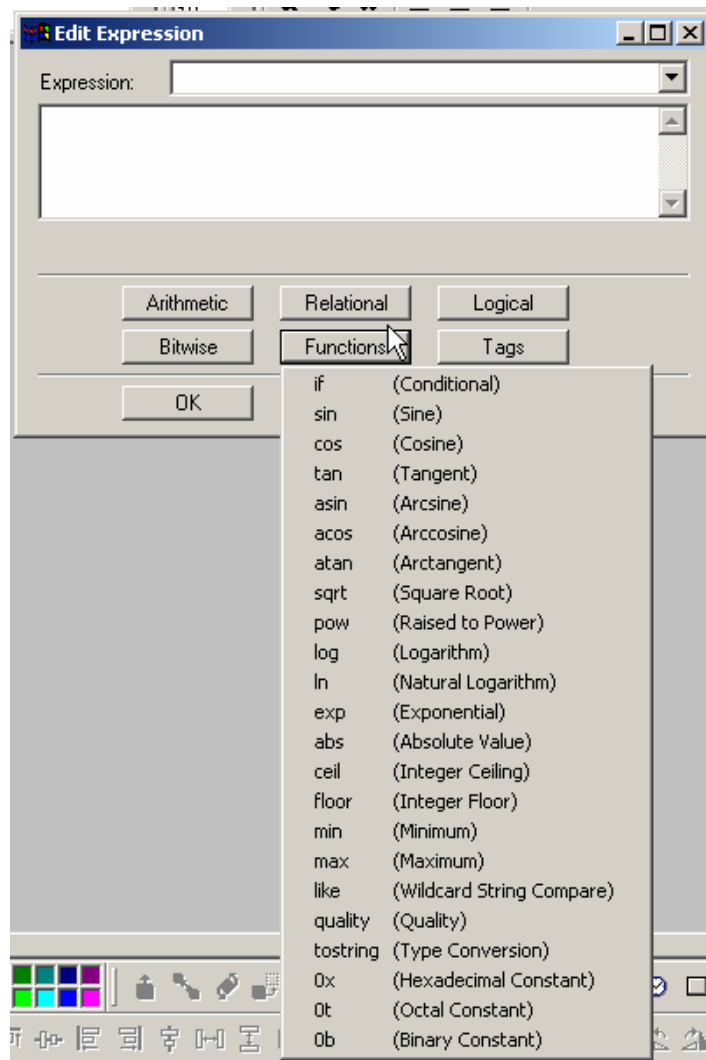 Edit Expression
Expression:
Arithmetic Relational Logical
Bitwise Functions Tags
OK
if (Conditional)
sin (Sine)
cos (Cosine)
tan (Tangent)
asin (Arcsine)
acos (Arccosine)
atan (Arctangent)
sqrt (Square Root)
pow (Raised to Power)
log (Logarithm)
ln (Natural Logarithm)
exp (Exponential)
abs (Absolute Value)
ceil (Integer Ceiling)
floor (Integer Floor)
min (Minimum)
max (Maximum)
like (Wildcard String Compare)
quality (Quality)
tostring (Type Conversion)
0x (Hexadecimal Constant)
0t (Octal Constant)
0b (Binary Constant)